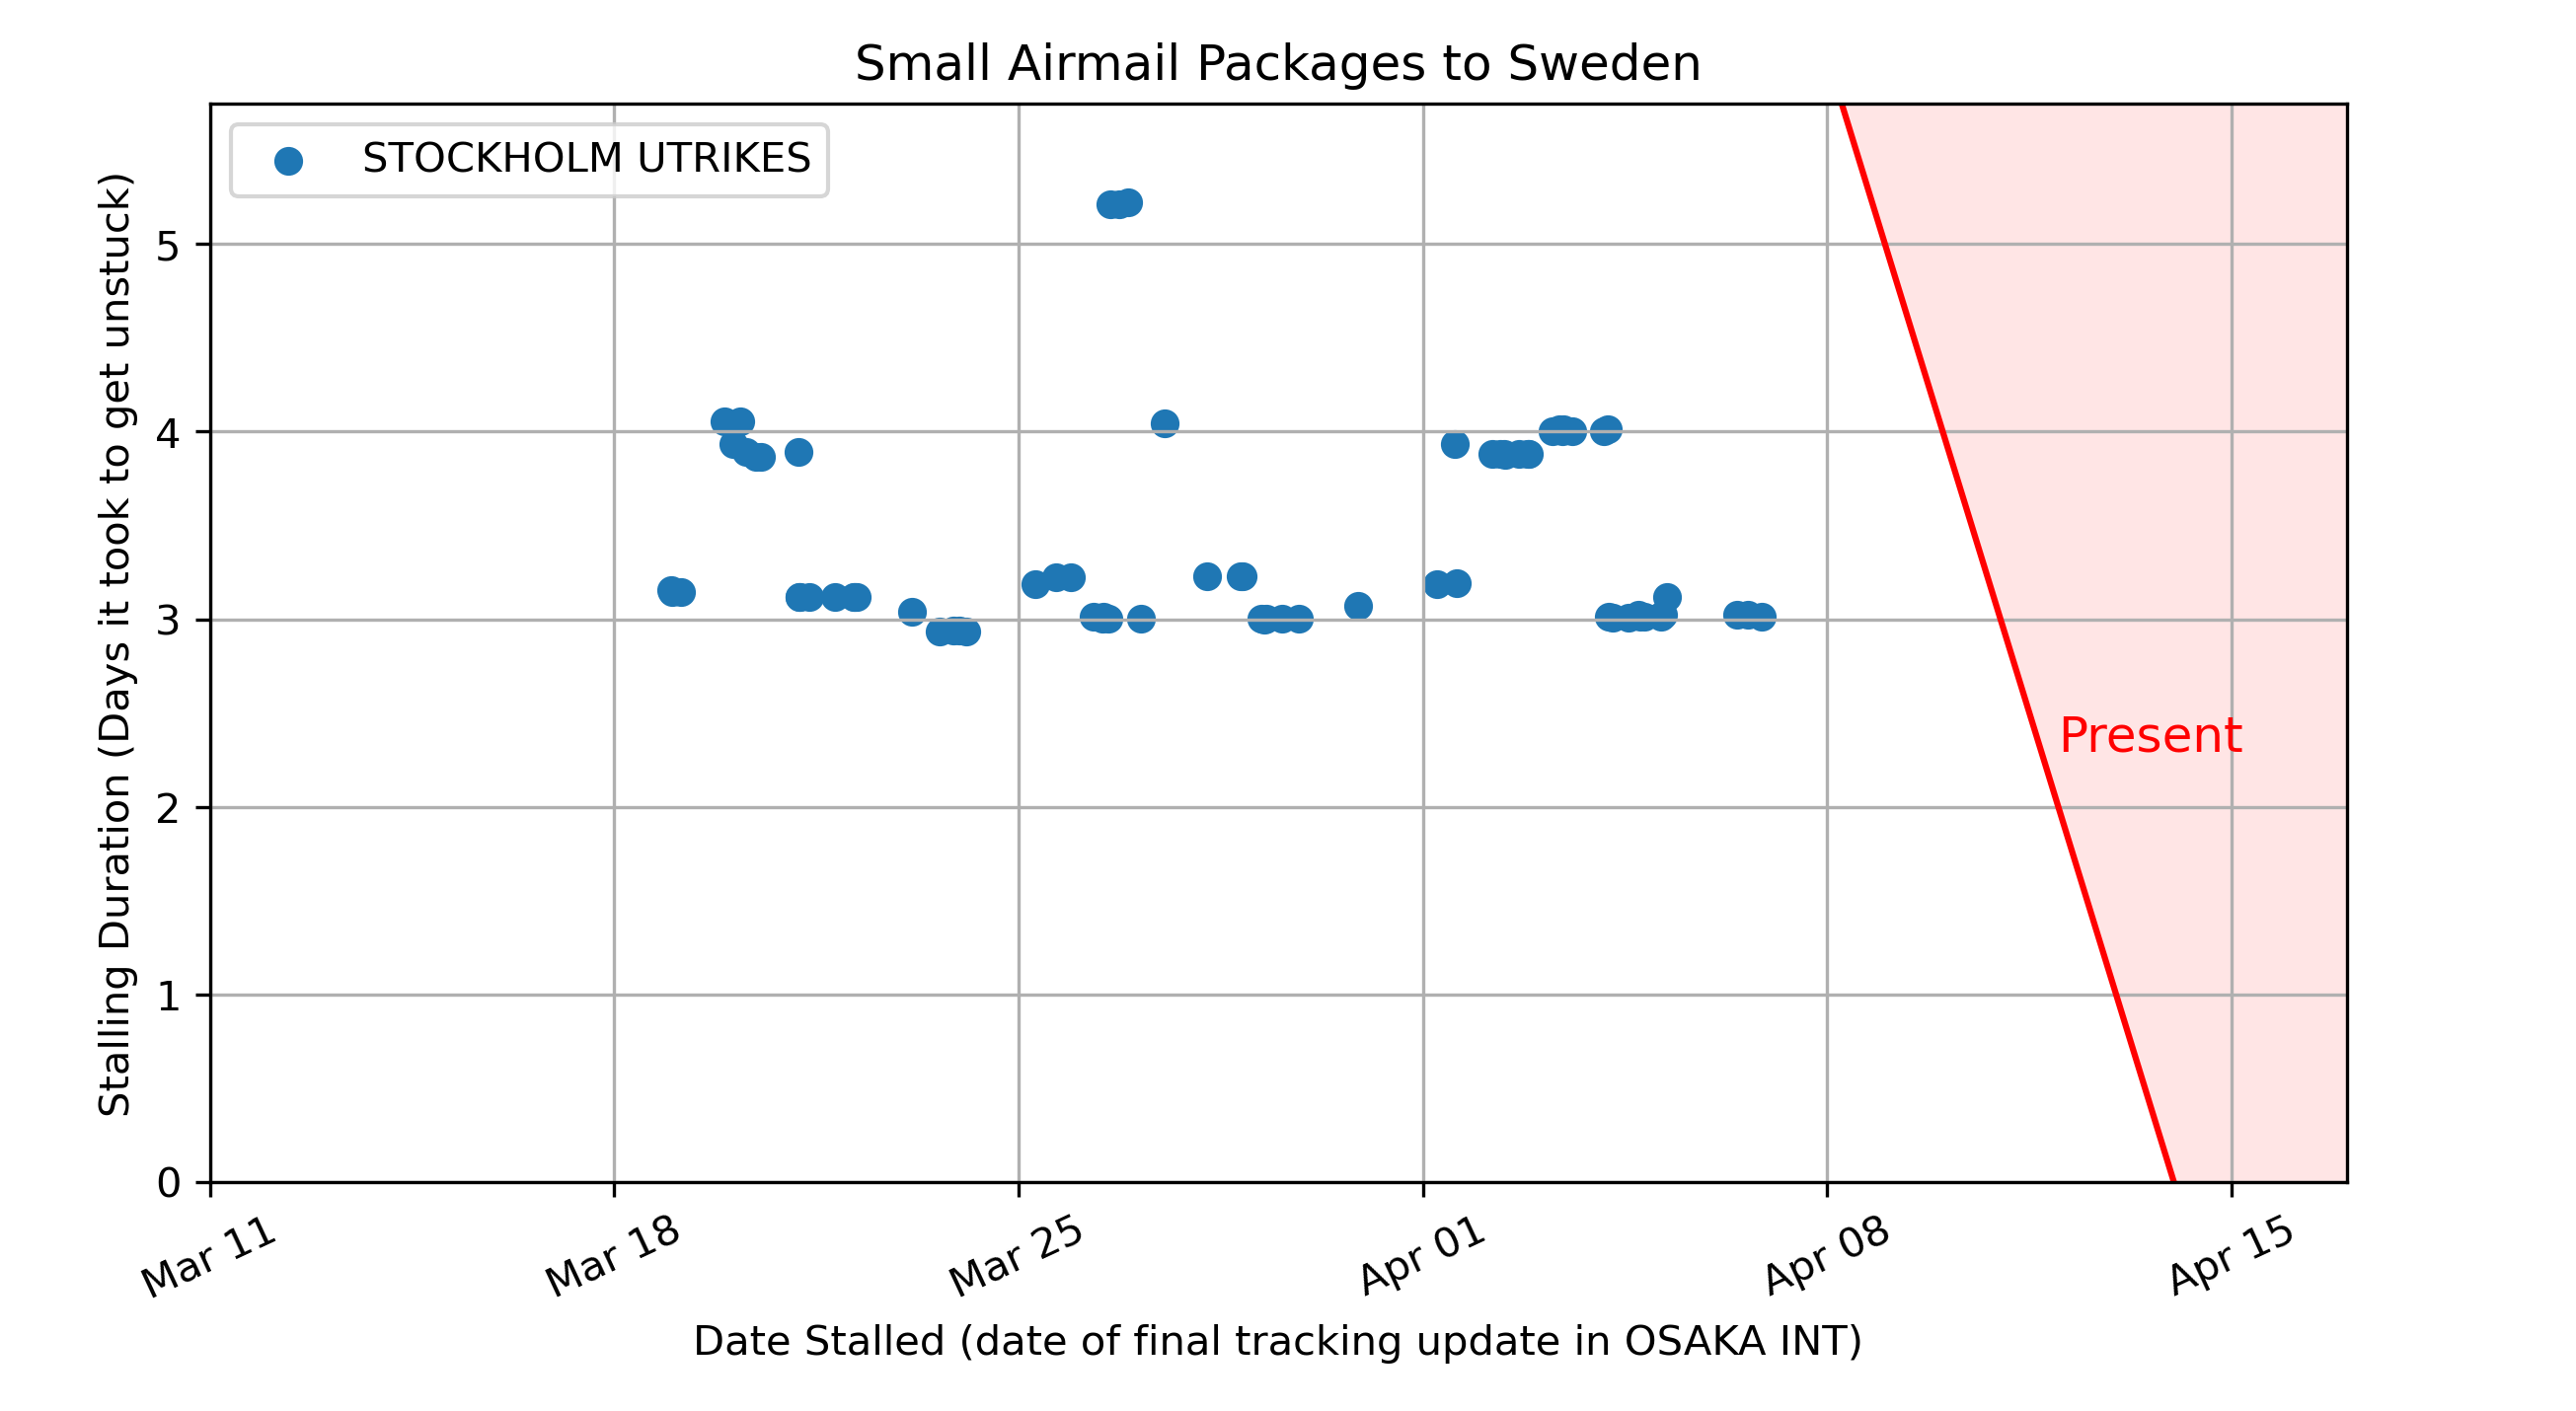 Small Airmail Packages to Sweden
STOCKHOLM UTRIKES
Stalling Duration (Days it took to get unstuck)
5
4
3
2
1
0
Present
Mar 11
Mar 18
Mar 25
Apr 01
Apr 08
Apr 15
Date Stalled (date of final tracking update in OSAKA INT)